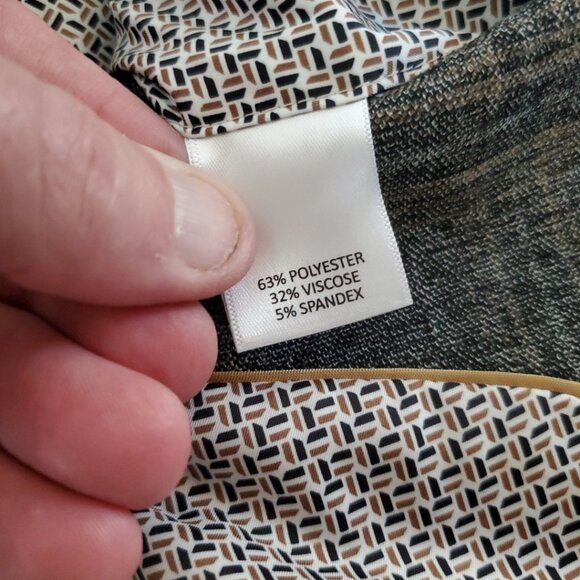 63% POLYESTER
32% VISCOSE
5% SPANDEX